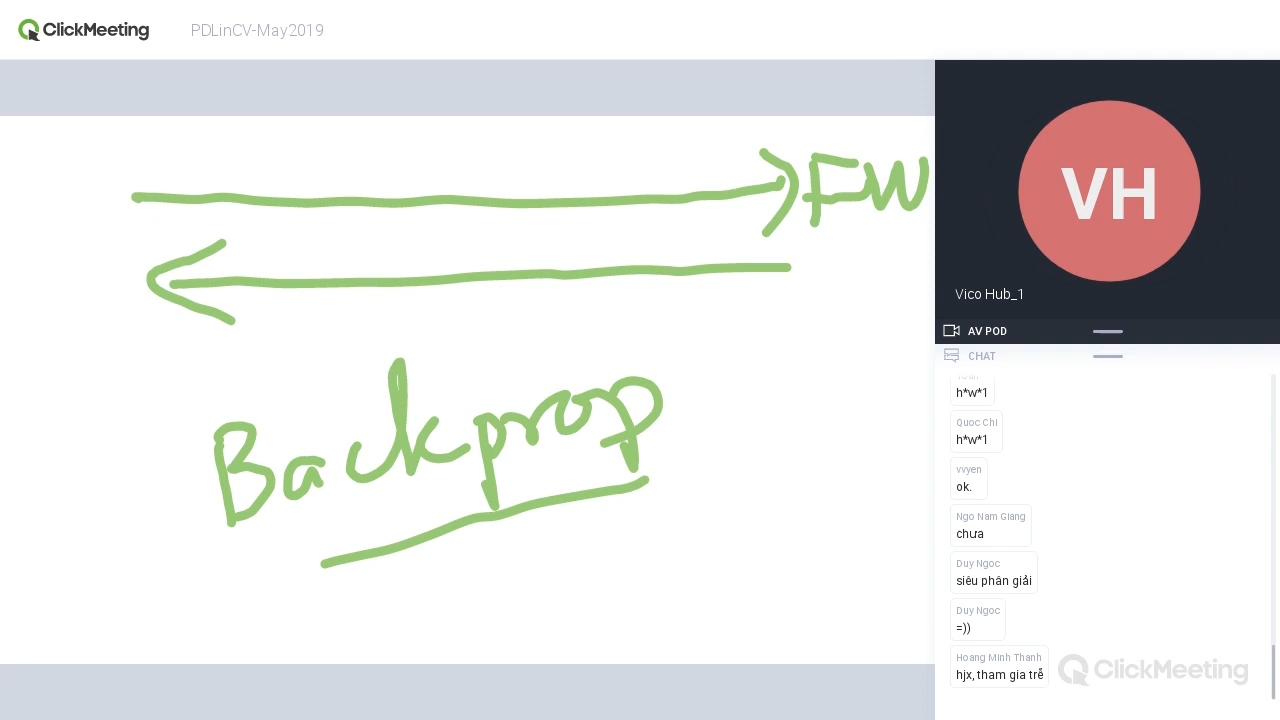 ClickMeeting
PDLinCV-May2019
FW
Backprop
VH
Vico Hub_1
AV POD
CHAT
h*w*1
Quoc Chi
h*w*1
vvyen
ok.
Ngo Nam Giang
chưa
Duy Ngoc
siêu phân giải
Duy Ngoc
=))
Hoang Minh Thanh
hjx, tham gia trễ
ClickMeeting